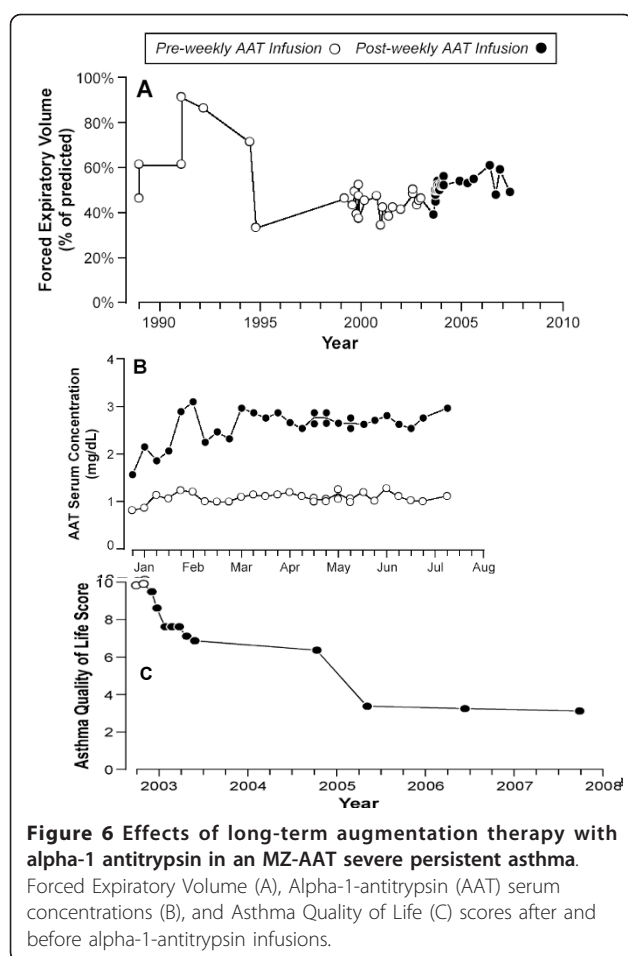 Pre-weekly AAT Infusion ○ Post-weekly AAT Infusion ●
A
Forced Expiratory Volume
(% of predicted)
100%
80%
60%
40%
20%
0%
1990 1995 2000 2005 2010
Year
B
AAT Serum Concentration
(mg/dL)
4
3
2
1
0
Jan Feb Mar Apr May Jun Jul Aug
C
Asthma Quality of Life Score
10
8
6
4
2
0
2003 2004 2005 2006 2007 2008
Year
Figure 6 Effects of long-term augmentation therapy with
alpha-1 antitrypsin in an MZ-AAT severe persistent asthma.
Forced Expiratory Volume (A), Alpha-1-antitrypsin (AAT) serum
concentrations (B), and Asthma Quality of Life (C) scores after and
before alpha-1-antitrypsin infusions.